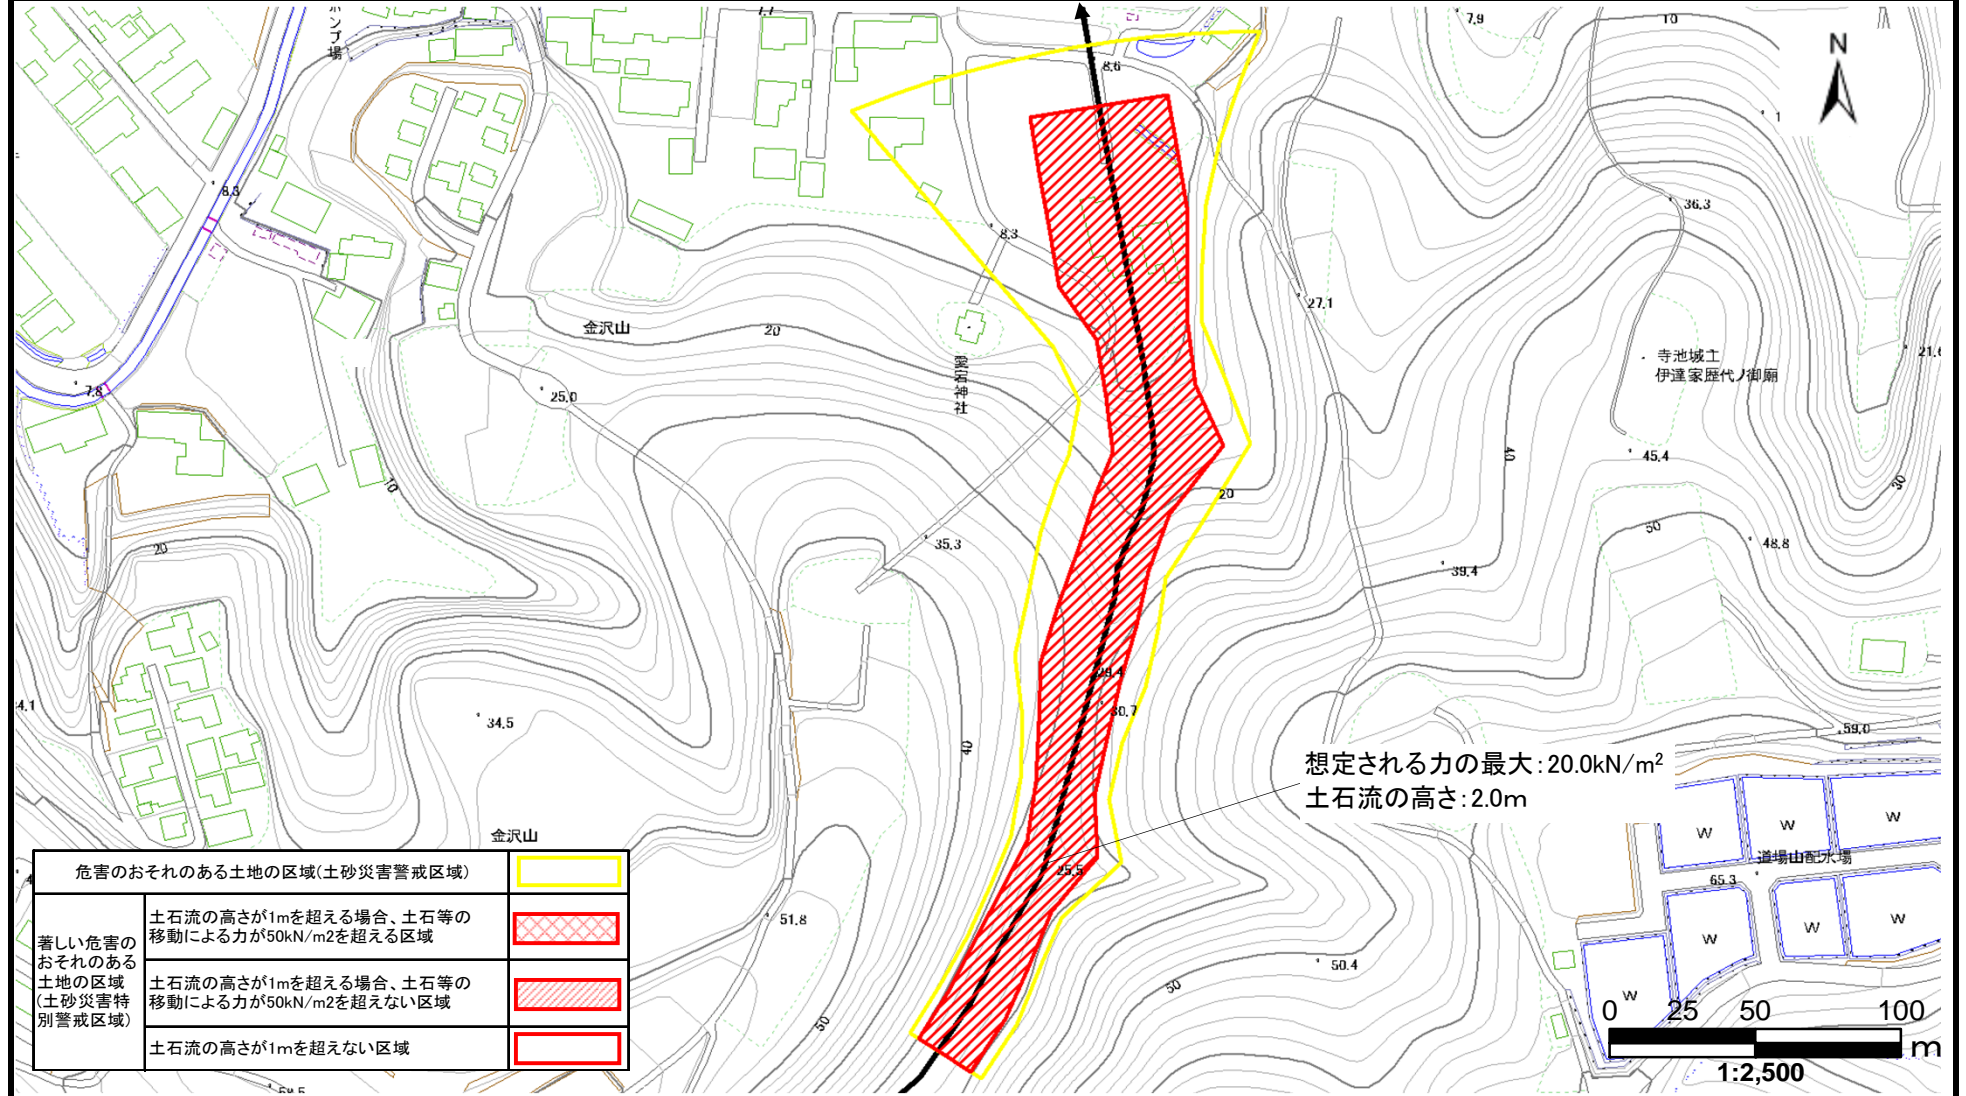 ンプ場
7.7
8.6
7.9
10
N
1
8.3
8.3
36.3
27.1
金沢山
20
神社
寺池城主
伊達家歴代ノ御廟
21.6
7.8
25.0
10
40
45.4
30
20
20
35.3
50
48.8
39.4
29.4
30.7
4.1
34.5
40
59.0
想定される力の最大:20.0kN/m²
土石流の高さ:2.0m
W
W
W
金沢山
道場山配水場
25.5
65.3
危害のおそれのある土地の区域(土砂災害警戒区域)
著しい危害の
おそれのある
土地の区域
(土砂災害特
別警戒区域)
土石流の高さが1mを超える場合、土石等の
移動による力が50kN/m2を超える区域
土石流の高さが1mを超える場合、土石等の
移動による力が50kN/m2を超えない区域
土石流の高さが1mを超えない区域
51.8
W
W
W
50.4
50
50
W
0 25 50 100
m
1:2,500